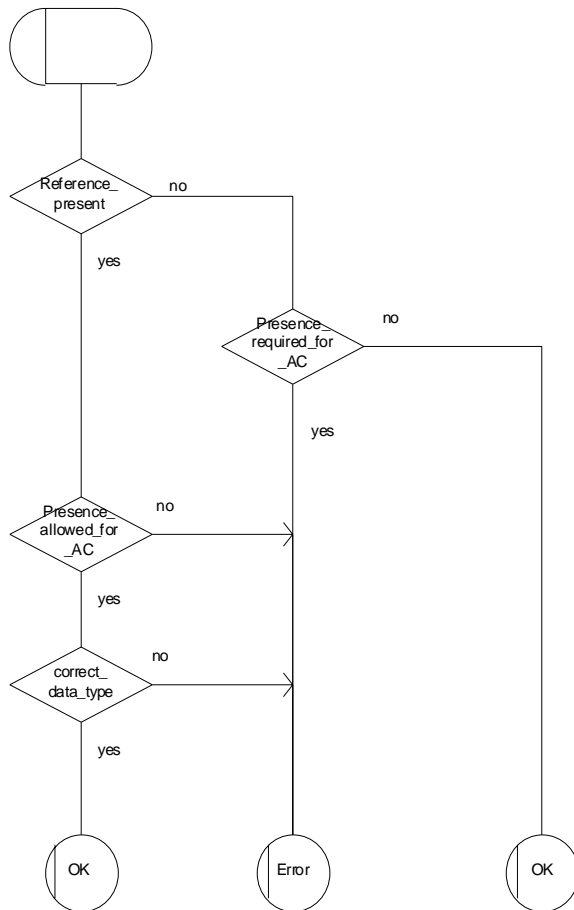 Reference_
present
no
yes
Presence_
required_for
_AC
no
yes
Presence_
allowed_for
_AC
no
yes
correct_
data_type
no
yes
OK
Error
OK